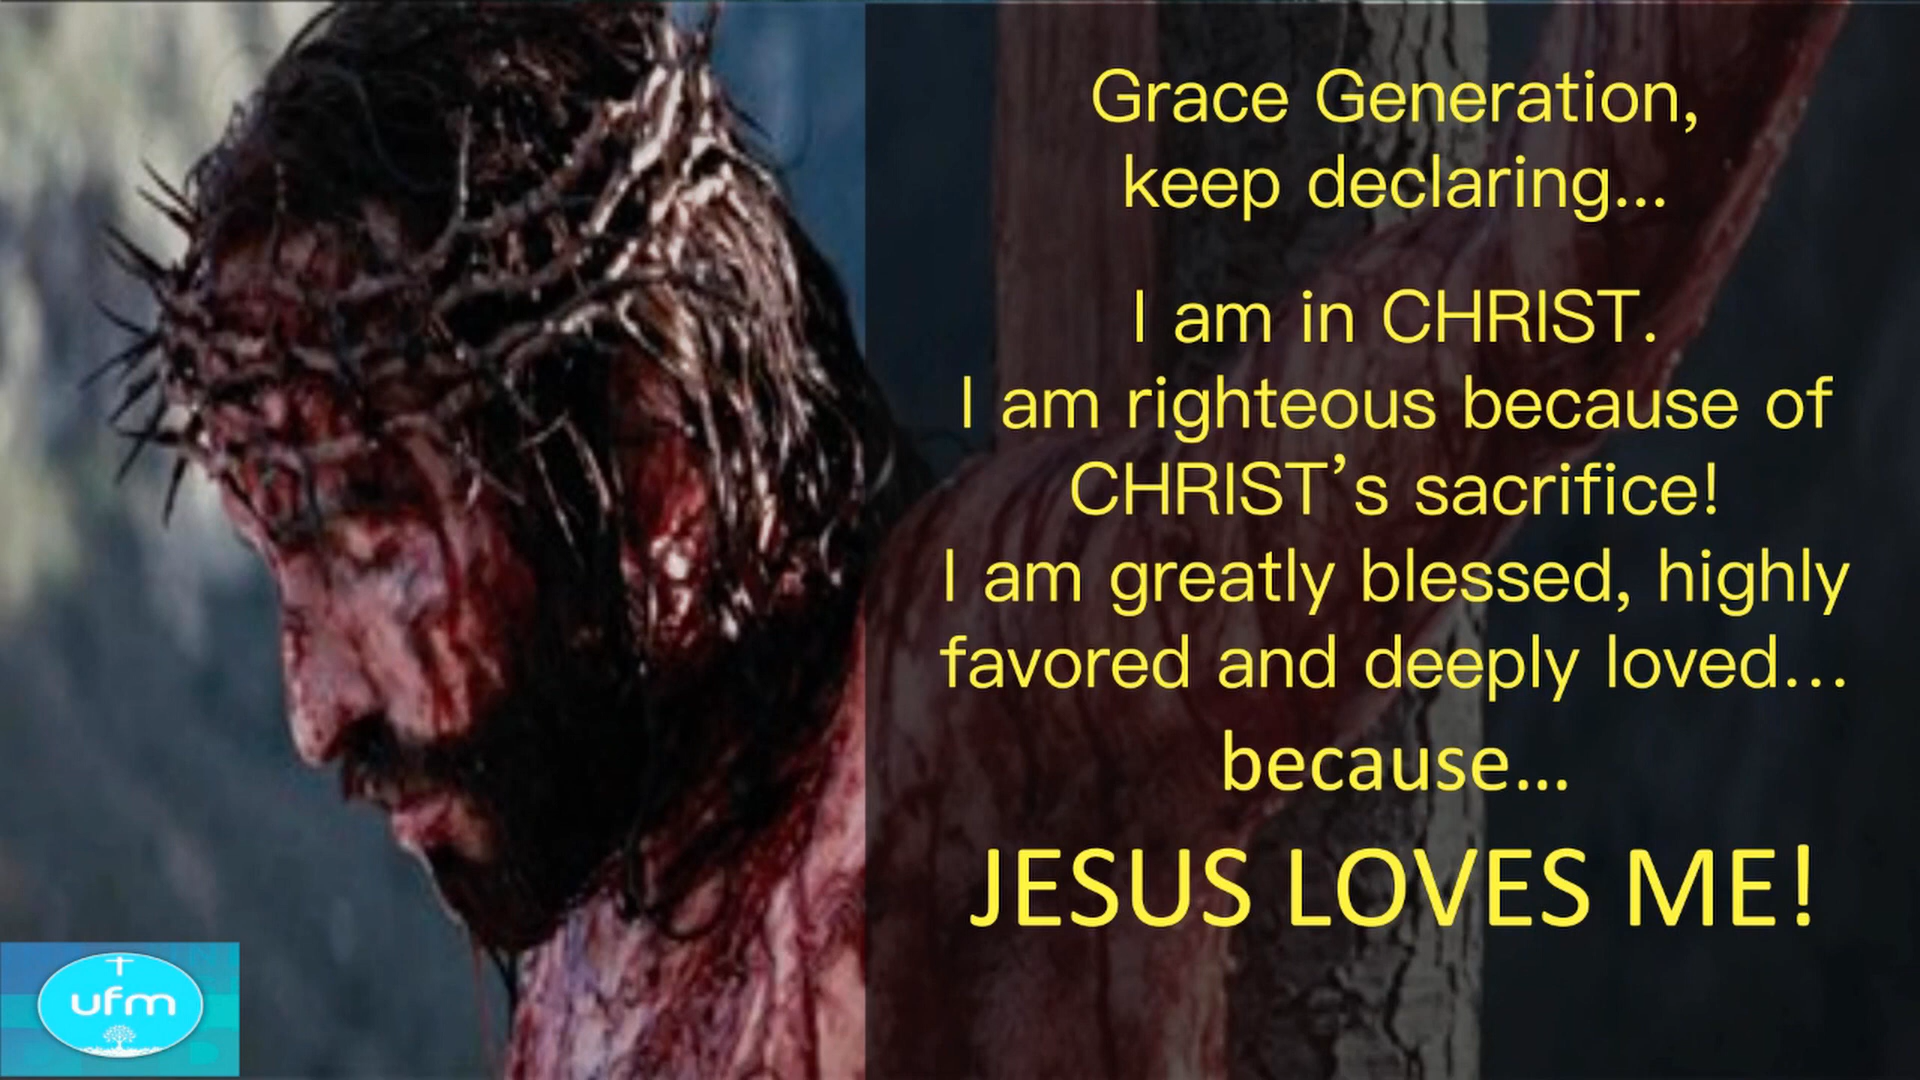 Grace Generation,
keep declaring...
I am in CHRIST.
I am righteous because of
CHRIST’s sacrifice!
I am greatly blessed, highly
favored and deeply loved...
because...
JESUS LOVES ME!
ufm